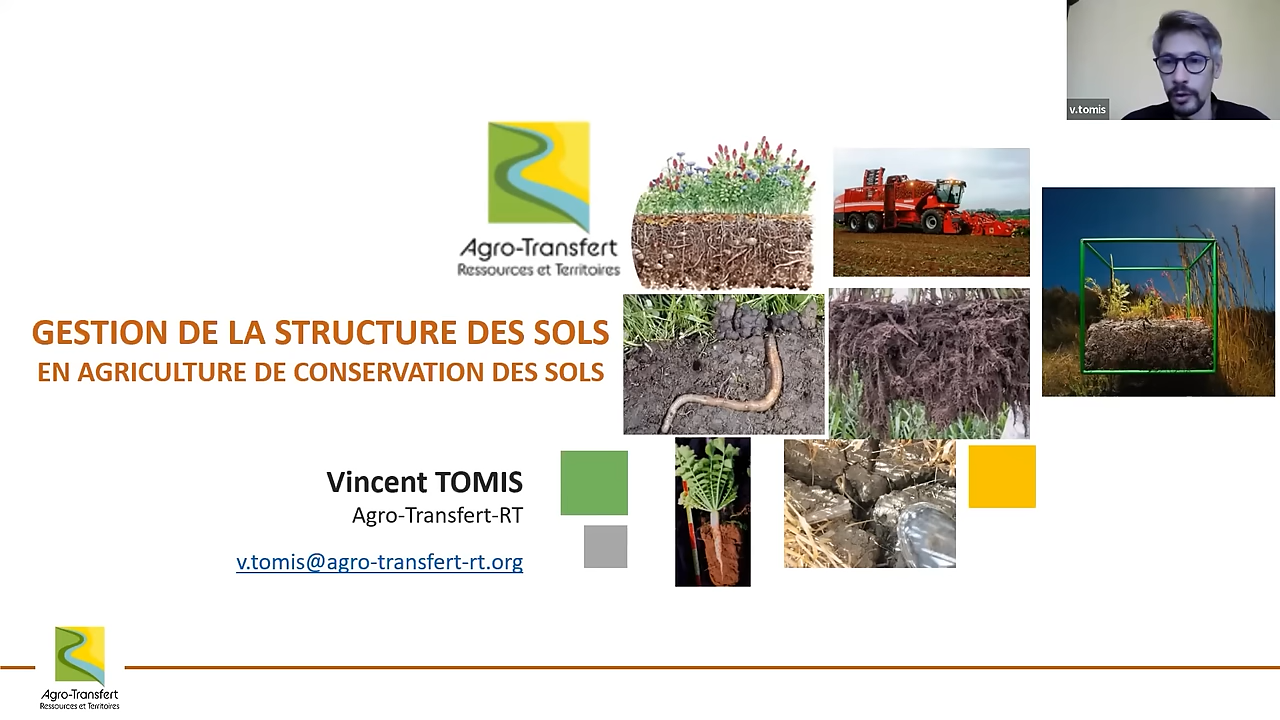 v.tomis
Agro-Transfert
Ressources et Territoires
GESTION DE LA STRUCTURE DES SOLS
EN AGRICULTURE DE CONSERVATION DES SOLS
Vincent TOMIS
Agro-Transfert-RT
v.tomis@agro-transfert-rt.org
Agro-Transfert
Ressources et Territoires